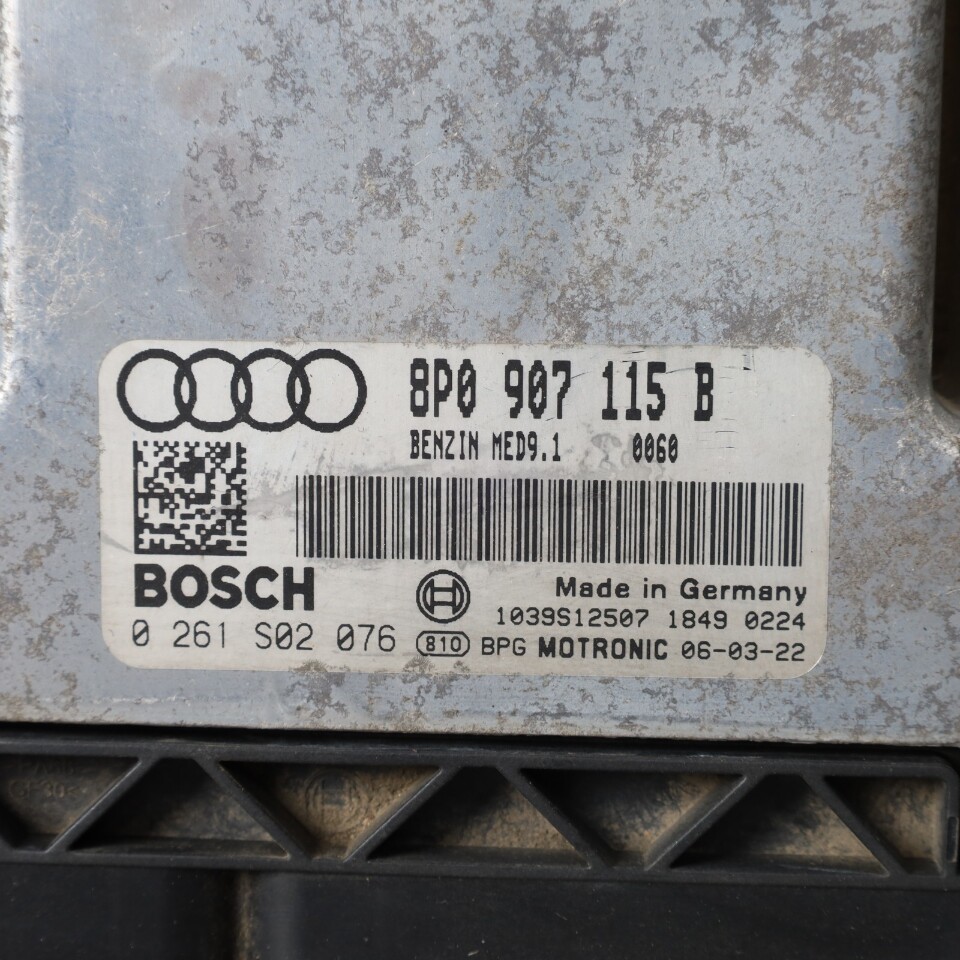 8P0 907 115 B
BENZIN MED9.1 0060
BOSCH
Made in Germany
1039S12507 1849 0224
0 261 S02 076 810 BPG MOTRONIC 06-03-22